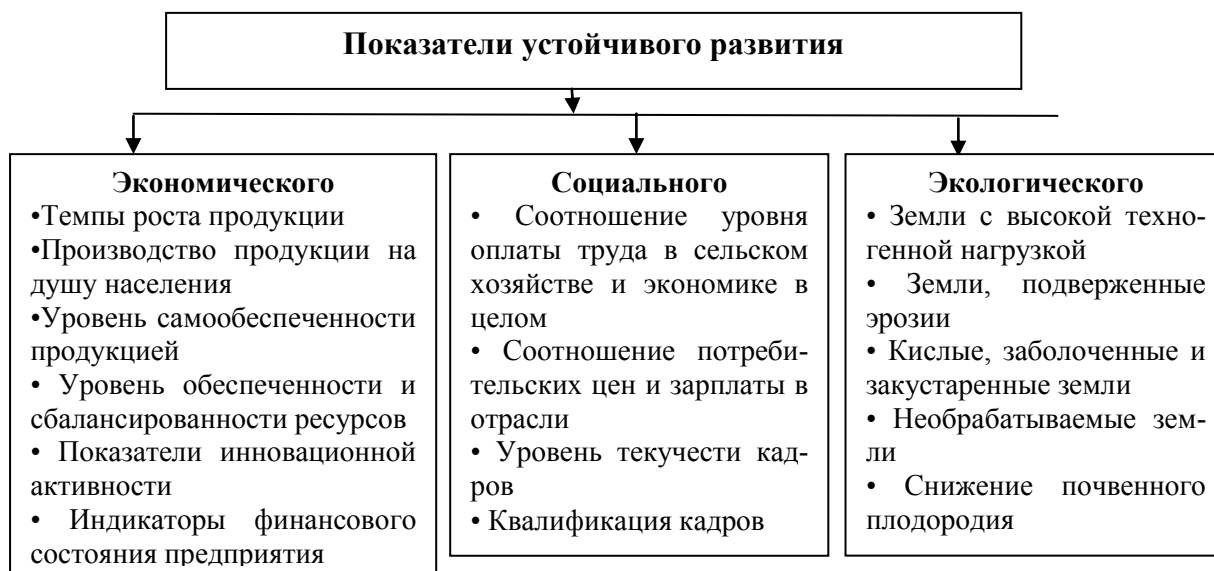 Показатели устойчивого развития
Экономического
•Темпы роста продукции
•Производство продукции на
душу населения
•Уровень самообеспеченности
продукцией
• Уровень обеспеченности и
сбалансированности ресурсов
• Показатели инновационной
активности
• Индикаторы финансового
состояния предприятия
Социального
• Соотношение уровня
оплаты труда в сельском
хозяйстве и экономике в
целом
• Соотношение потреби-
тельских цен и зарплаты в
отрасли
• Уровень текучести кад-
ров
• Квалификация кадров
Экологического
• Земли с высокой техно-
генной нагрузкой
• Земли, подверженные
эрозии
• Кислые, заболоченные и
закустаренные земли
• Необрабатываемые зем-
ли
• Снижение почвенного
плодородия